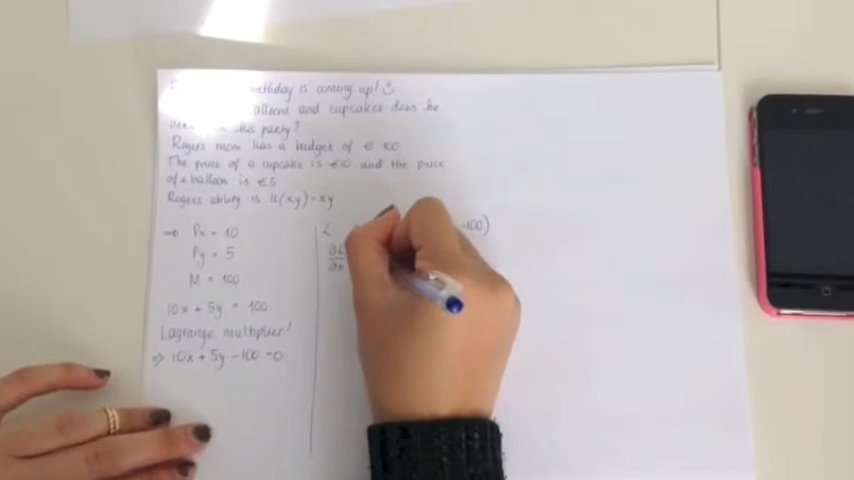 birthday is coming up! :)
balloons and cupcakes does he
this party?
Rogers mom has a budget of € 100
The price of a cupcake is €10 and the price
of a balloon is €5
Rogers utility is U(xy) = xy
⇒ Px = 10
Py = 5
M = 100
10x + 5y = 100
Lagrange multiplier!
⇒ 10x + 5y - 100 = 0
L
-100)
∂L
∂x